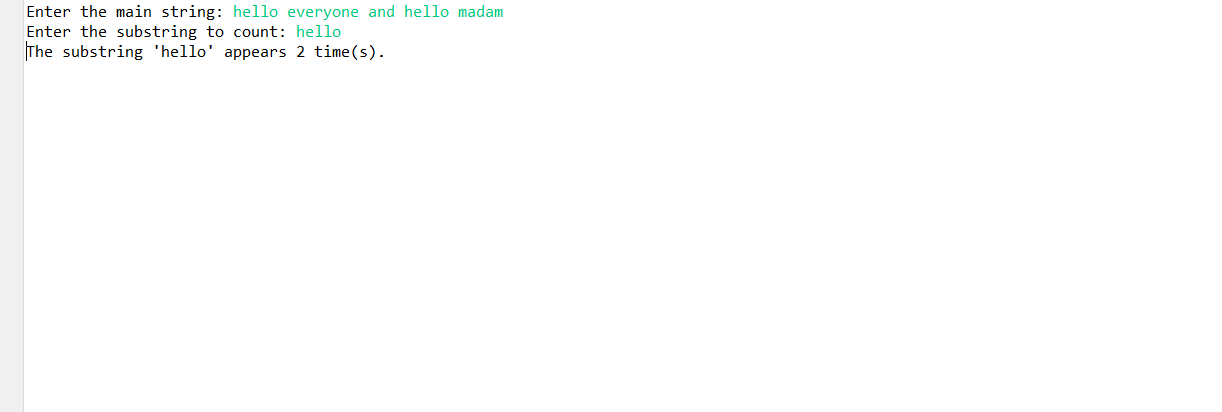 Enter the main string: hello everyone and hello madam
Enter the substring to count: hello
The substring 'hello' appears 2 time(s).